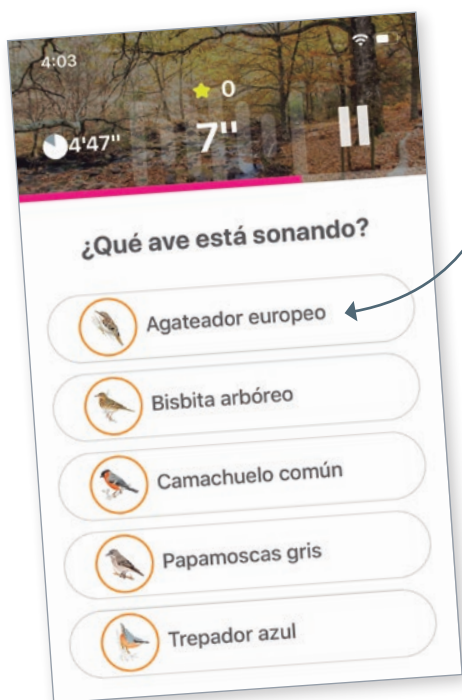 4:03
0
4'47"
7"
¿Qué ave está sonando?
Agateador europeo
Bisbita arbóreo
Camachuelo común
Papamoscas gris
Trepador azul